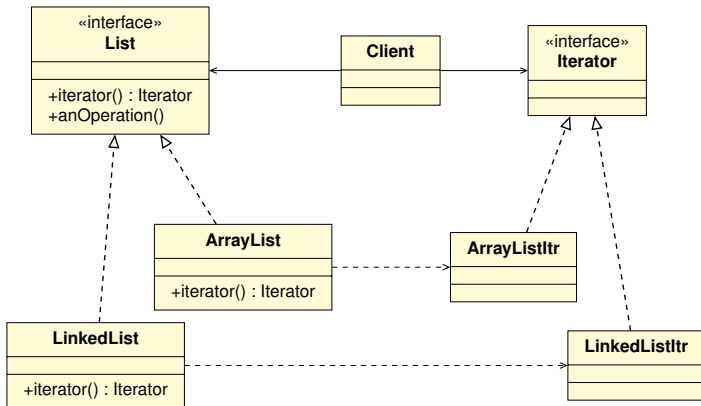 «interface»
List
+iterator() : Iterator
+anOperation()
Client
«interface»
Iterator
ArrayList
+iterator() : Iterator
ArrayListItr
LinkedList
+iterator() : Iterator
LinkedListItr